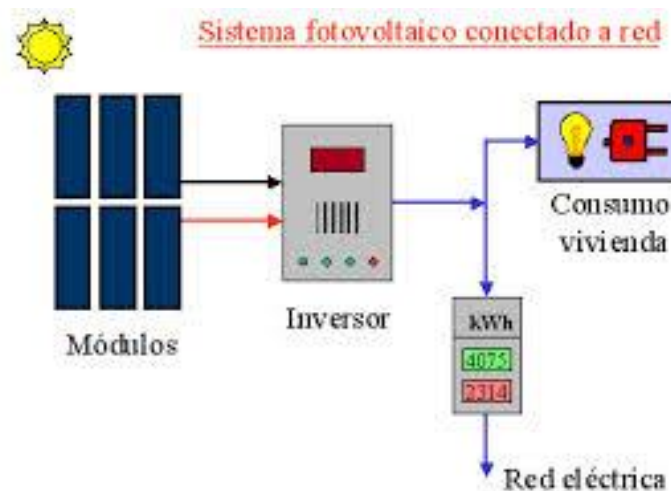 Sistema fotovoltaico conectado a red
Consumo
vivienda
Inversor
Módulos
kWh
4075
2314
Red eléctrica